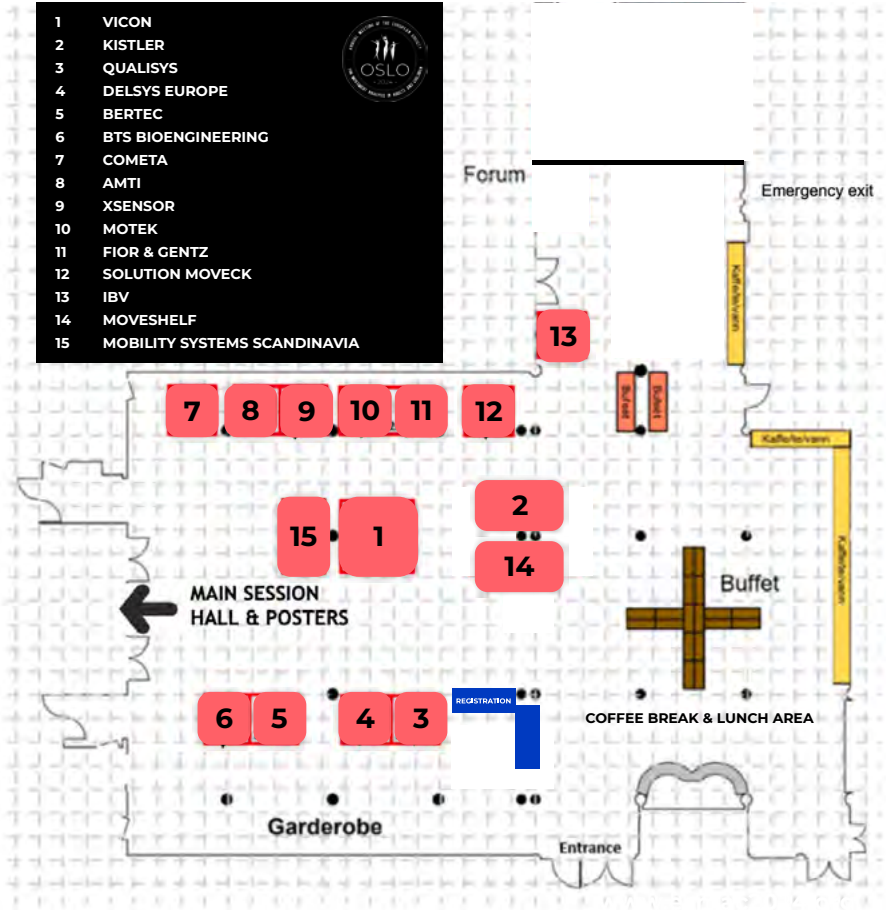 1 VICON
2 KISTLER
3 QUALISYS
4 DELSYS EUROPE
5 BERTEC
6 BTS BIOENGINEERING
7 COMETA
8 AMTI
9 XSENSOR
10 MOTEK
11 FIOR & GENTZ
12 SOLUTION MOVECK
13 IBV
14 MOVESHELF
15 MOBILITY SYSTEMS SCANDINAVIA
OSLO
Forum
Emergency exit
Kaffe/te/vann
13
7 8 9 10 11 12
Buffet
Buffet
Kaffe/te/vann
2
15 1
14
Kaffe/te/vann
Buffet
MAIN SESSION
HALL & POSTERS
6 5 4 3
REGISTRATION
COFFEE BREAK & LUNCH AREA
Garderobe
Entrance